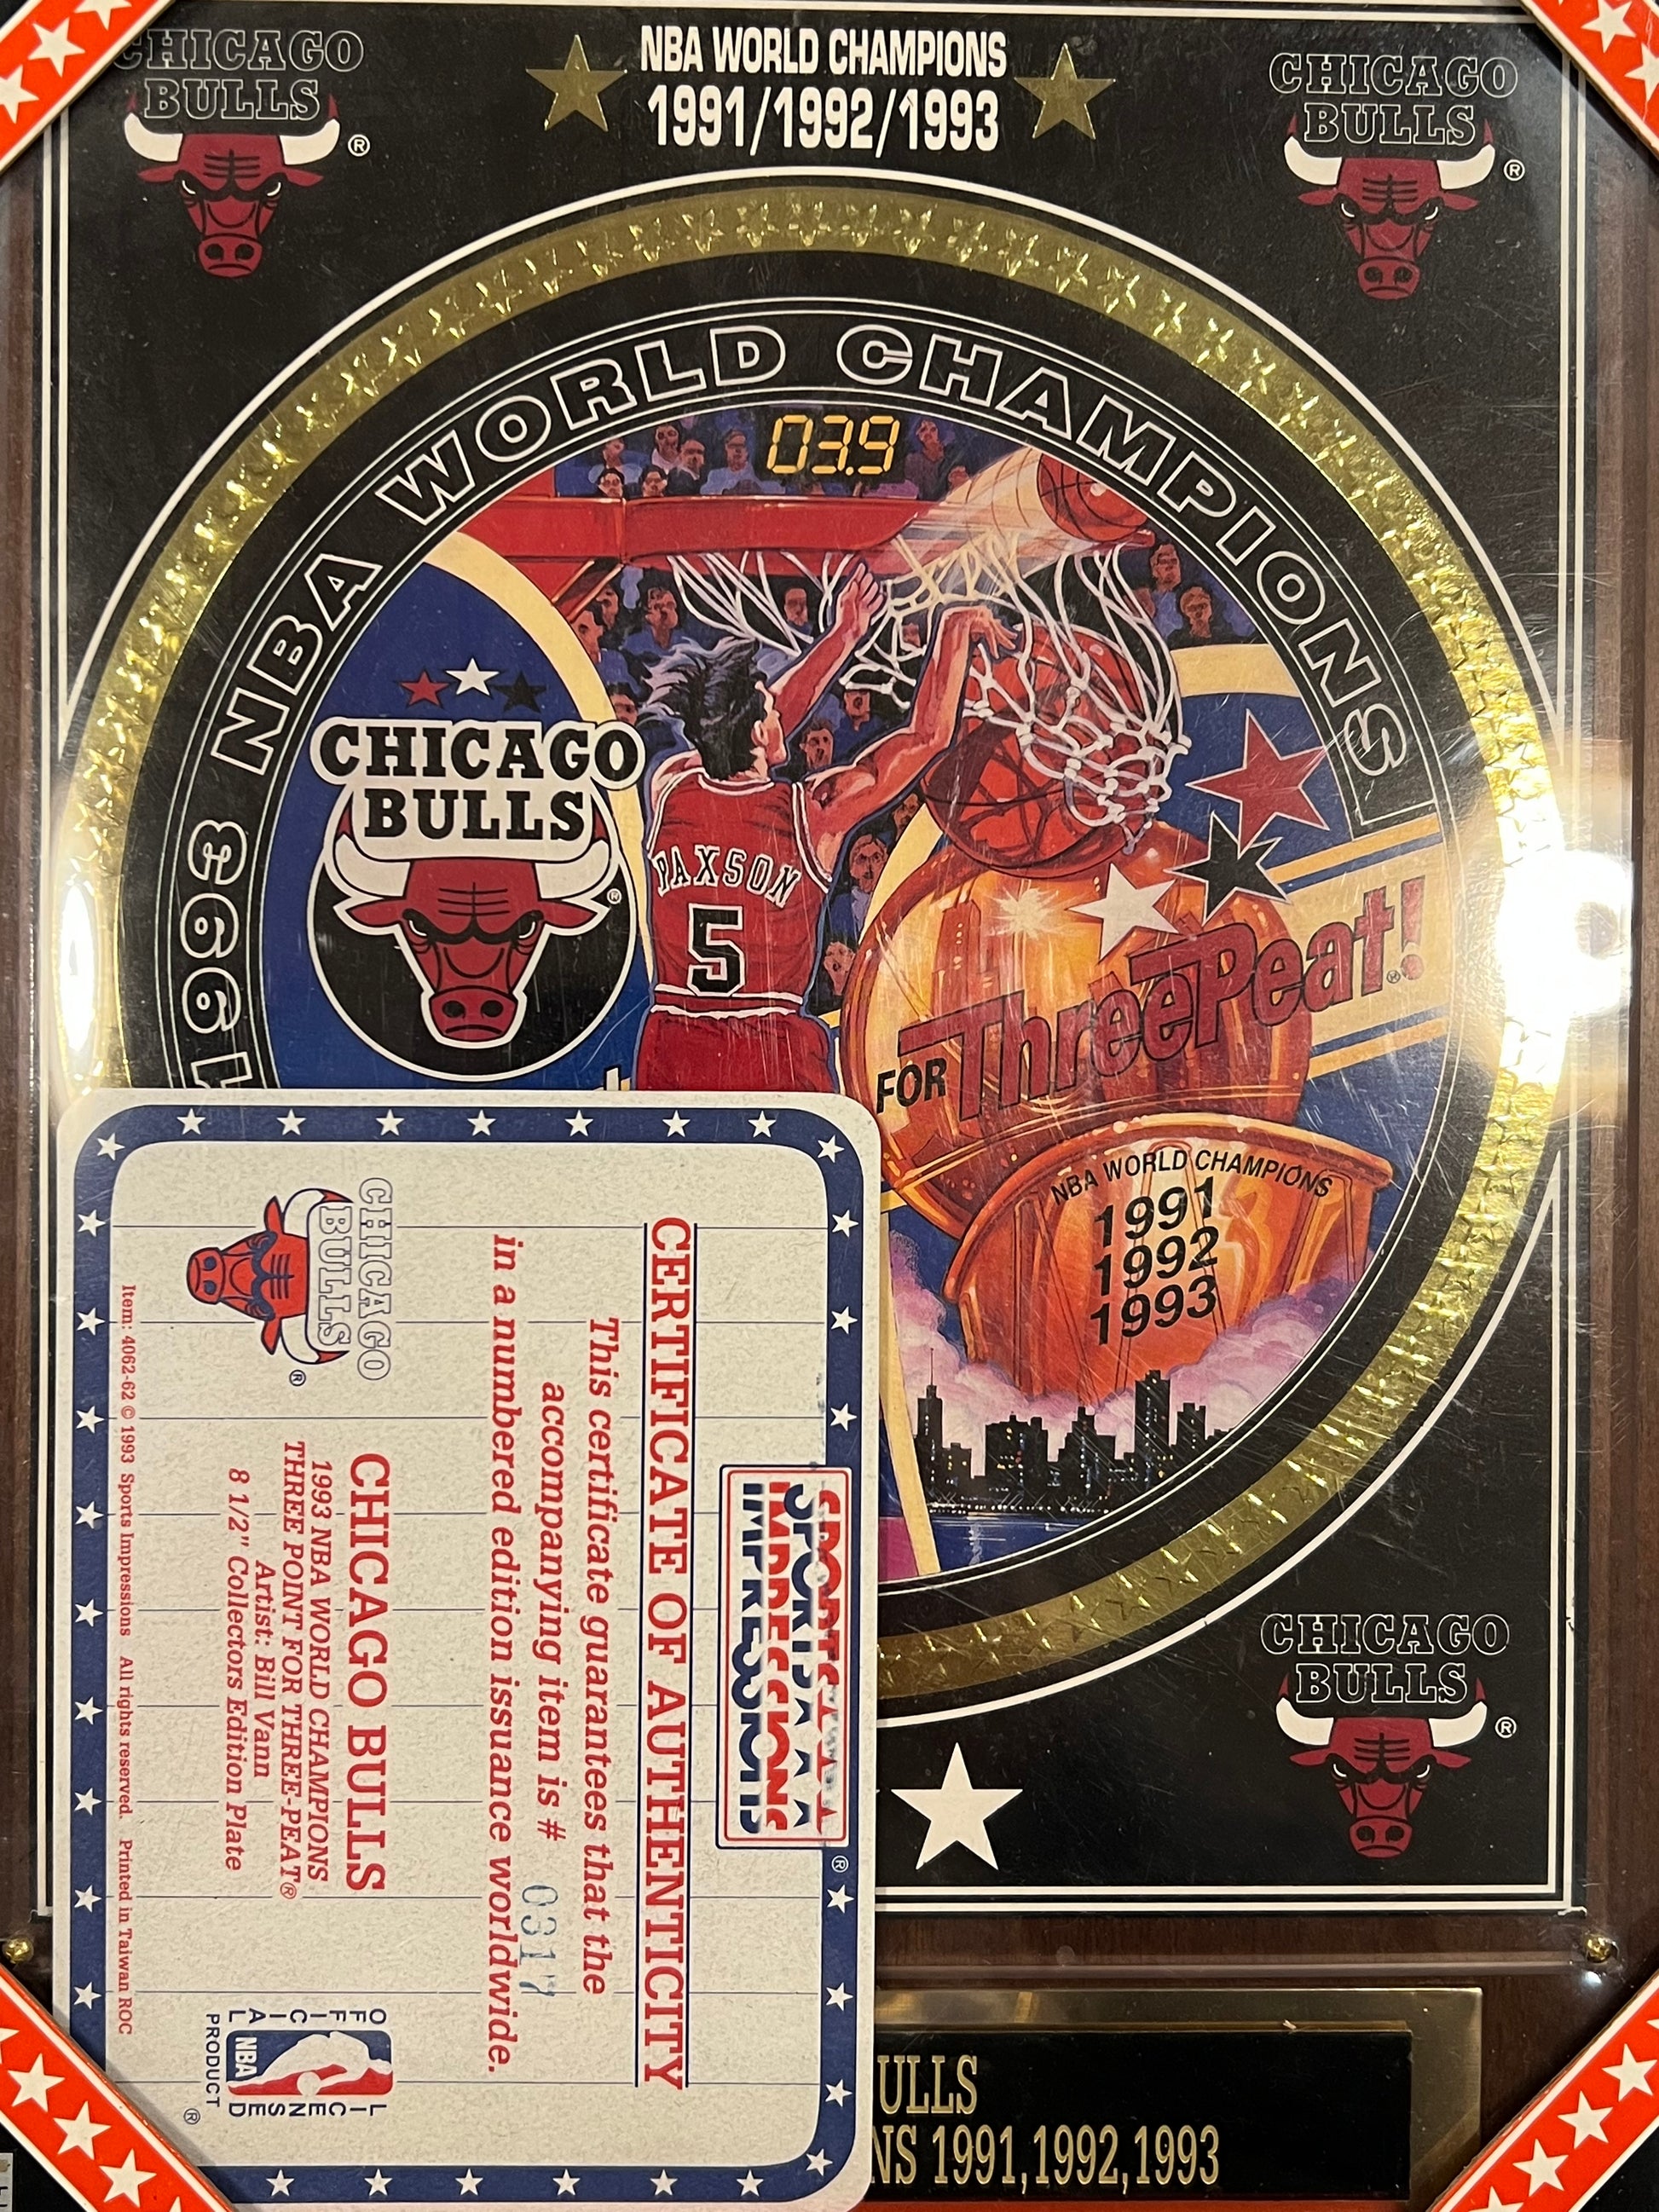 CHICAGO
BULLS
®
NBA WORLD CHAMPIONS
1991/1992/1993
CHICAGO
BULLS
®
1993 NBA WORLD CHAMPIONS
03.9
CHICAGO
BULLS
®
PAXSON
5
FOR ThreePeat!
®
NBA WORLD CHAMPIONS
1991
1992
1993
CHICAGO
BULLS
®
SPORTS
IMPRESSIONS
®
CERTIFICATE OF AUTHENTICITY
This certificate guarantees that the
accompanying item is # 0317
in a numbered edition issuance worldwide.
CHICAGO
BULLS
®
CHICAGO BULLS
1993 NBA WORLD CHAMPIONS
THREE POINT FOR THREE-PEAT®
Artist: Bill Vann
8 1/2" Collectors Edition Plate
OFFICIAL
NBA
LICENSED
PRODUCT
®
Item: 4062-62 © 1993 Sports Impressions All rights reserved. Printed in Taiwan ROC
ULLS
NS 1991,1992,1993